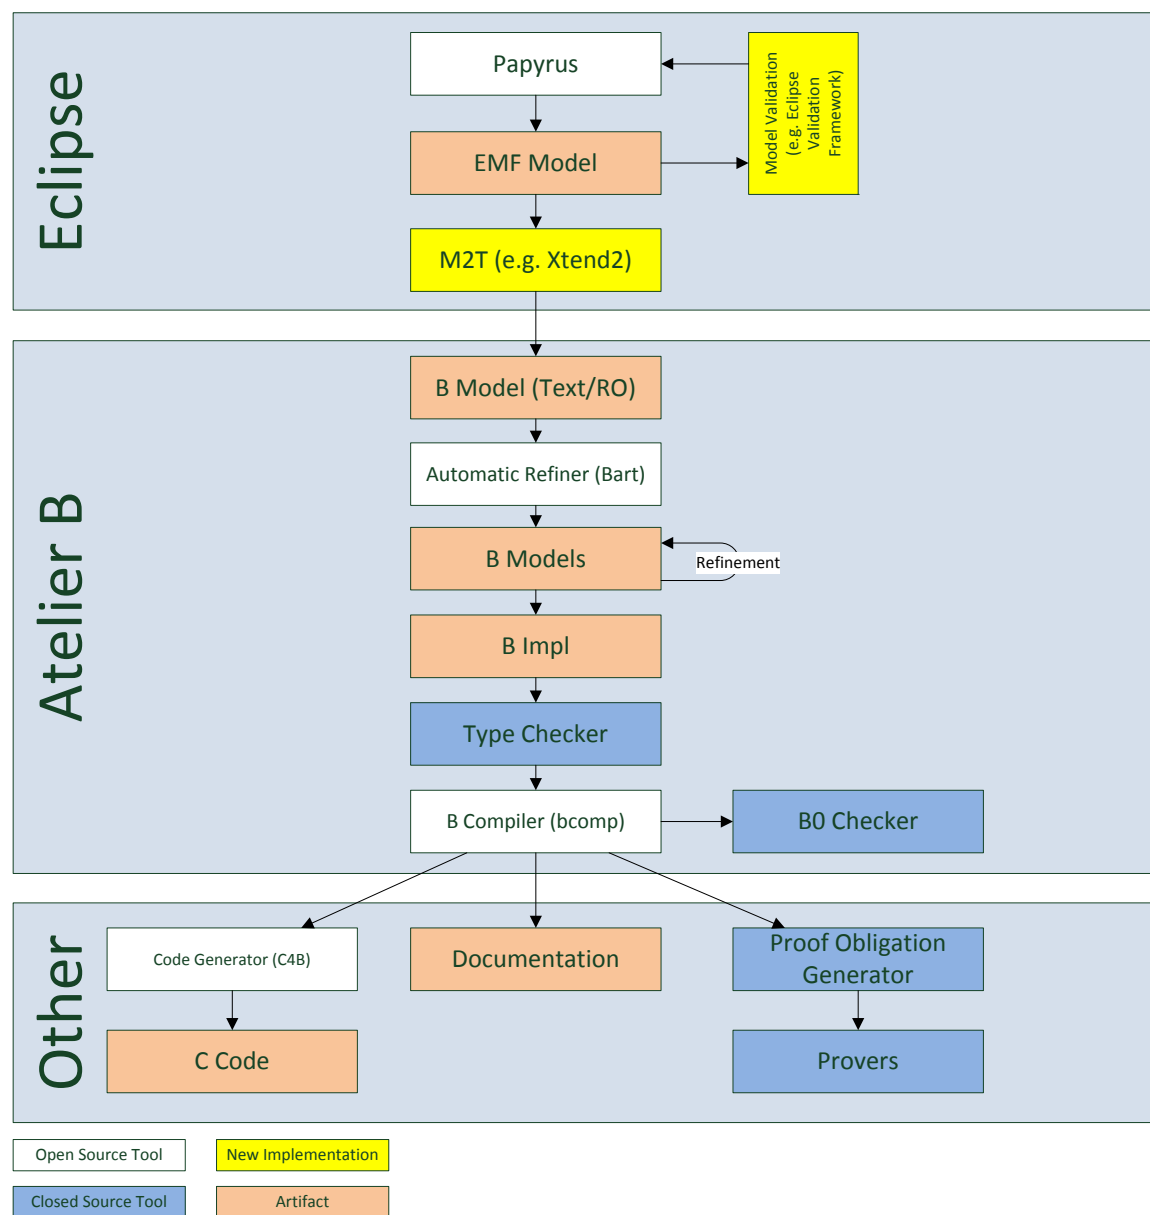 Eclipse
Papyrus
Model Validation
(e.g. Eclipse
Validation
Framework)
EMF Model
M2T (e.g. Xtend2)
Atelier B
B Model (Text/RO)
Automatic Refiner (Bart)
B Models
Refinement
B Impl
Type Checker
B Compiler (bcomp)
B0 Checker
Other
Code Generator (C4B)
Documentation
Proof Obligation
Generator
C Code
Provers
Open Source Tool
New Implementation
Closed Source Tool
Artifact